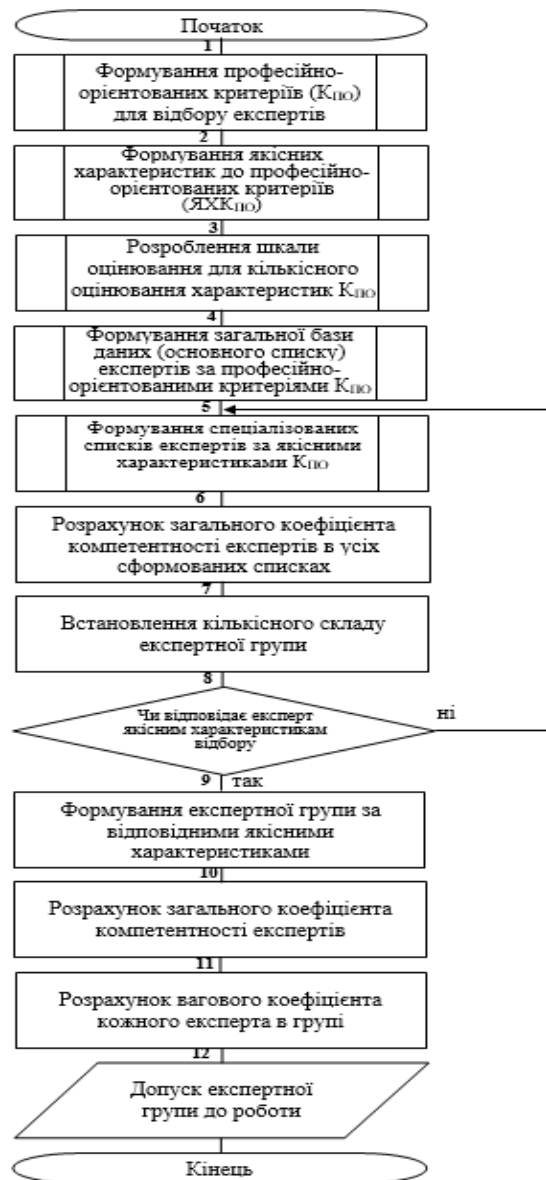 Початок
1
Формування професійно-
орієнтованих критеріїв (КПО)
для відбору експертів
2
Формування якісних
характеристик до професійно-
орієнтованих критеріїв
(ЯХКПО)
3
Розроблення шкали
оцінювання для кількісного
оцінювання характеристик КПО
4
Формування загальної бази
даних (основного списку)
експертів за професійно-
орієнтованими критеріями КПО
5
Формування спеціалізованих
списків експертів за якісними
характеристиками КПО
6
Розрахунок загального коефіцієнта
компетентності експертів в усіх
сформованих списках
7
Встановлення кількісного складу
експертної групи
8
Чи відповідає експерт
якісним характеристикам
відбору
ні
9 так
Формування експертної групи за
відповідними якісними
характеристиками
10
Розрахунок загального коефіцієнта
компетентності експертів
11
Розрахунок вагового коефіцієнта
кожного експерта в групі
12
Допуск експертної
групи до роботи
Кінець